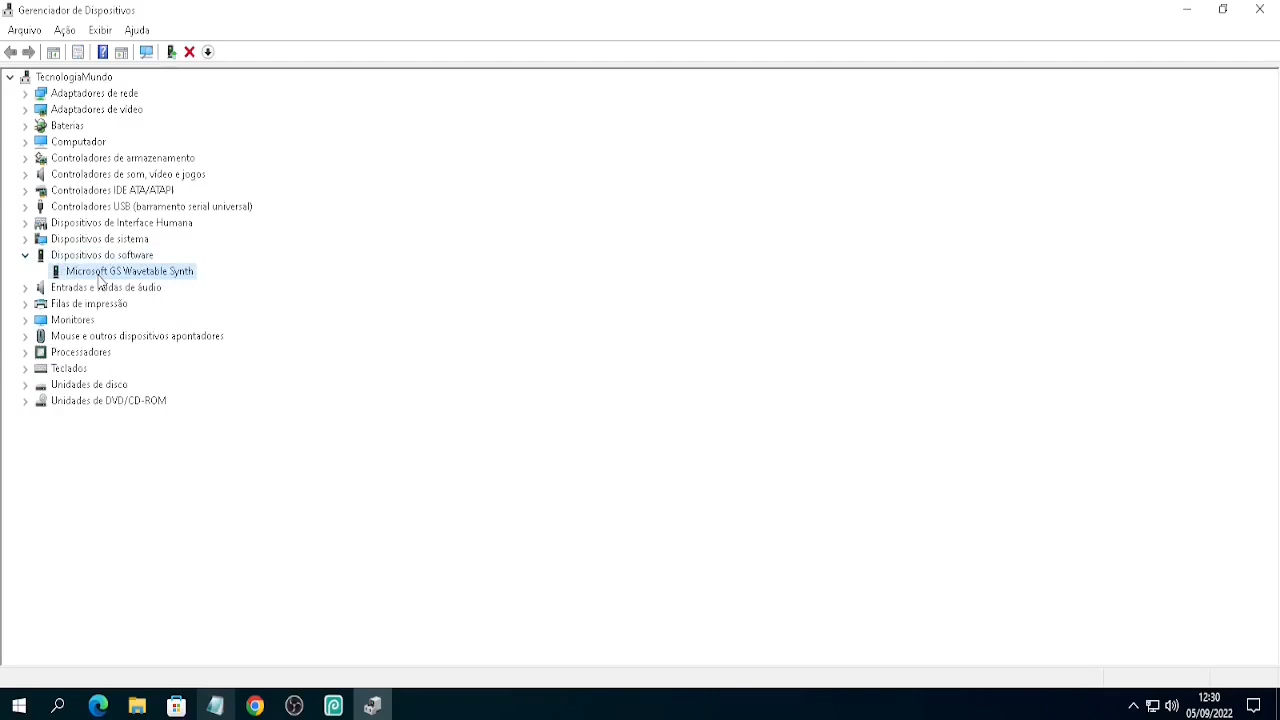 Gerenciador de Dispositivos
Arquivo Ação Exibir Ajuda
TecnologiaMundo
Adaptadores de rede
Adaptadores de vídeo
Baterias
Computador
Controladores de armazenamento
Controladores de som, vídeo e jogos
Controladores IDE ATA/ATAPI
Controladores USB (barramento serial universal)
Dispositivos de Interface Humana
Dispositivos de sistema
Dispositivos do software
Microsoft GS Wavetable Synth
Entradas e saídas de áudio
Filas de impressão
Monitores
Mouse e outros dispositivos apontadores
Processadores
Teclados
Unidades de disco
Unidades de DVD/CD-ROM
12:30
05/09/2022